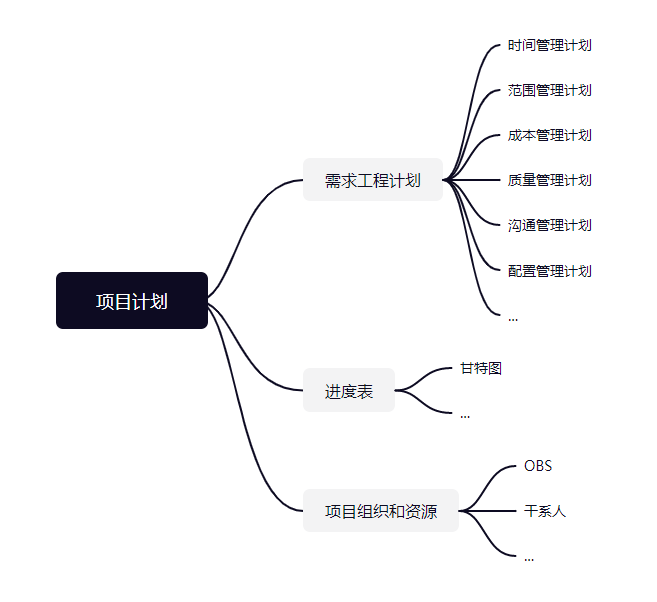 项目计划
需求工程计划
时间管理计划
范围管理计划
成本管理计划
质量管理计划
沟通管理计划
配置管理计划
...
进度表
甘特图
...
项目组织和资源
OBS
干系人
...